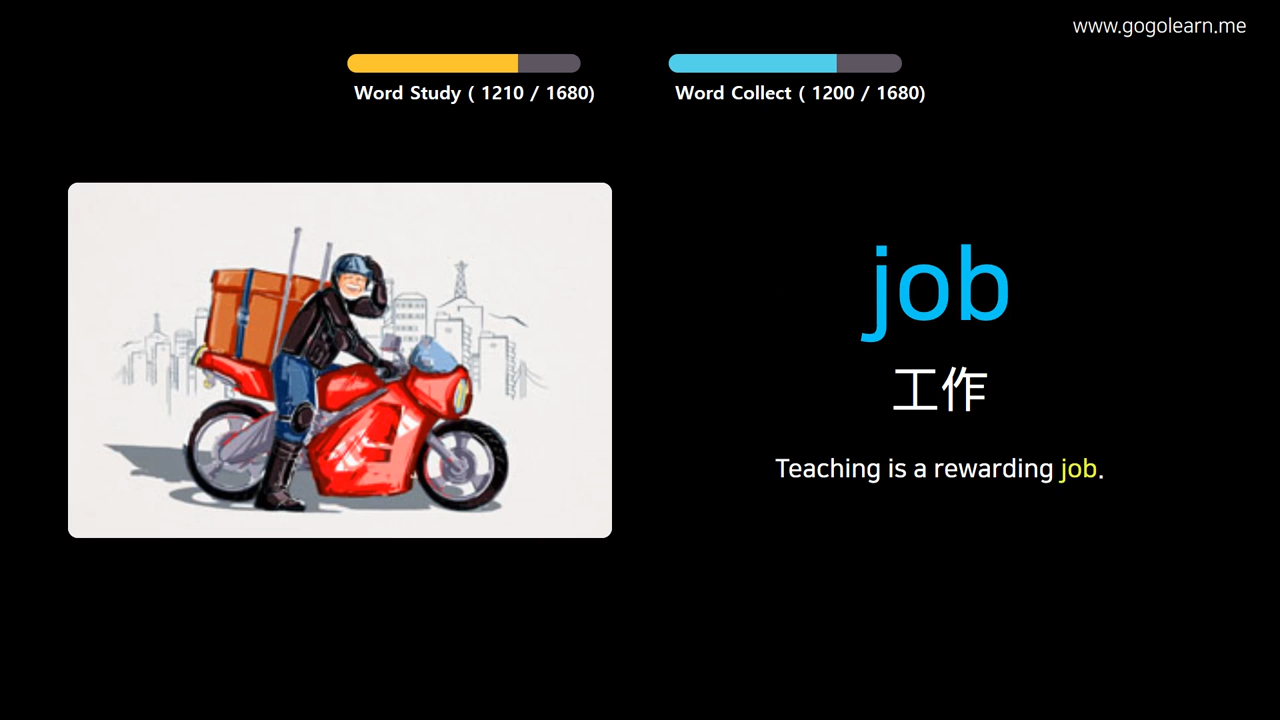 www.gogolearn.me
Word Study ( 1210 / 1680)
Word Collect ( 1200 / 1680)
job
工作
Teaching is a rewarding job.